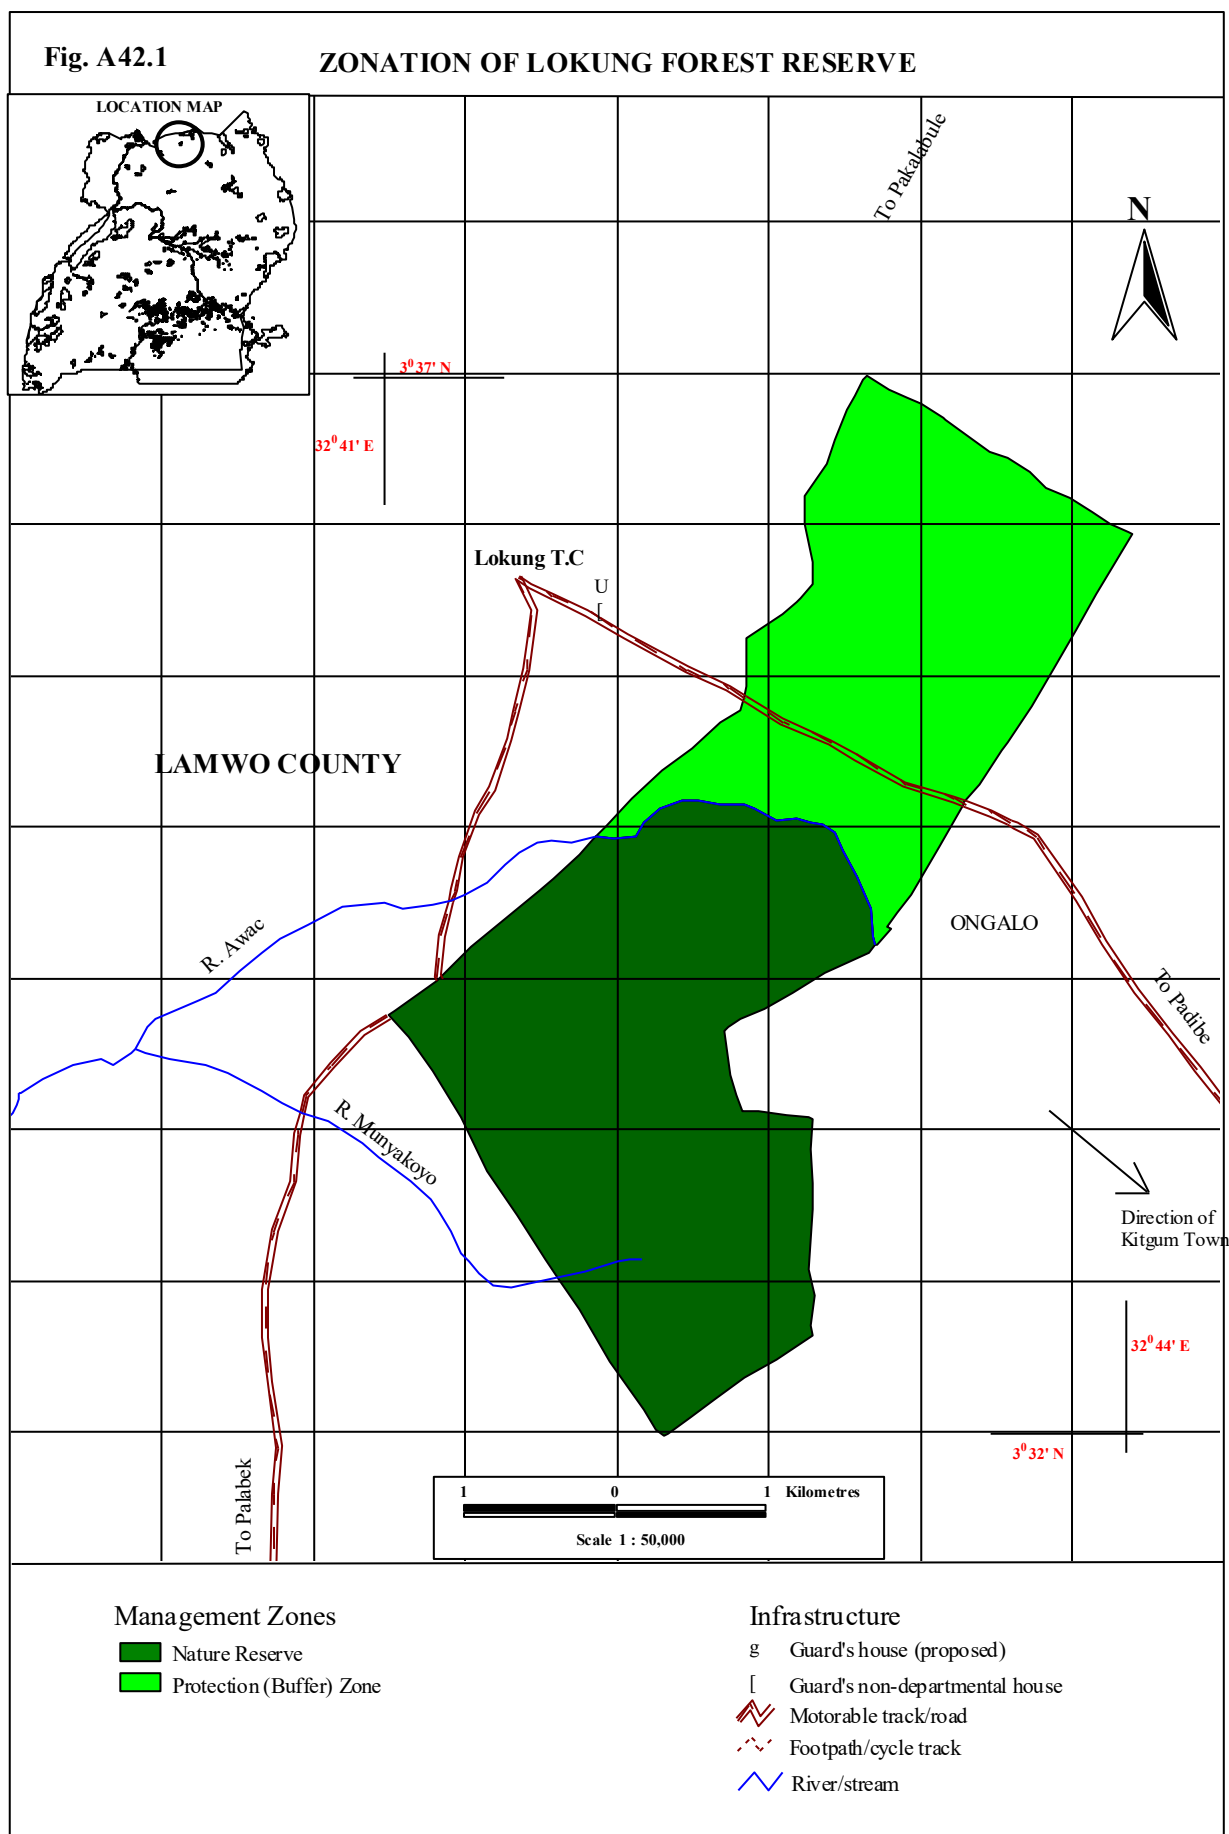 Fig. A42.1
ZONATION OF LOKUNG FOREST RESERVE
LOCATION MAP
To Pakalabule
N
3⁰ 37' N
32⁰ 41' E
Lokung T.C
U
[
LAMWO COUNTY
R. Awac
ONGALO
To Padibe
R. Munyakoyo
Direction of
Kitgum Town
32⁰ 44' E
3⁰ 32' N
To Palabek
1 0 1 Kilometres
Scale 1 : 50,000
Management Zones
Nature Reserve
Protection (Buffer) Zone
Infrastructure
g Guard's house (proposed)
[ Guard's non-departmental house
Motorable track/road
Footpath/cycle track
River/stream